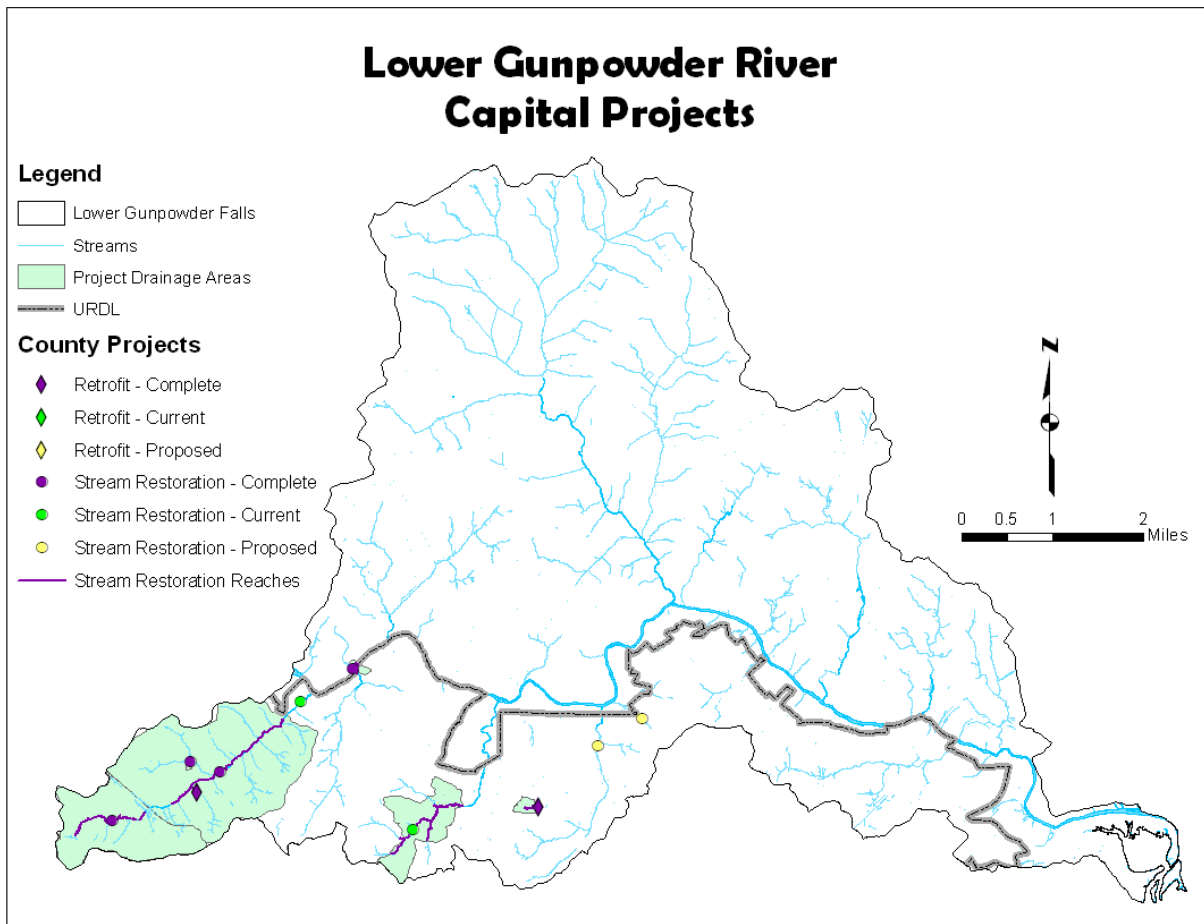 Lower Gunpowder River
Capital Projects
Legend
Lower Gunpowder Falls
Streams
Project Drainage Areas
URDL
County Projects
Retrofit - Complete
Retrofit - Current
Retrofit - Proposed
Stream Restoration - Complete
Stream Restoration - Current
Stream Restoration - Proposed
Stream Restoration Reaches
N
0 0.5 1 2
Miles